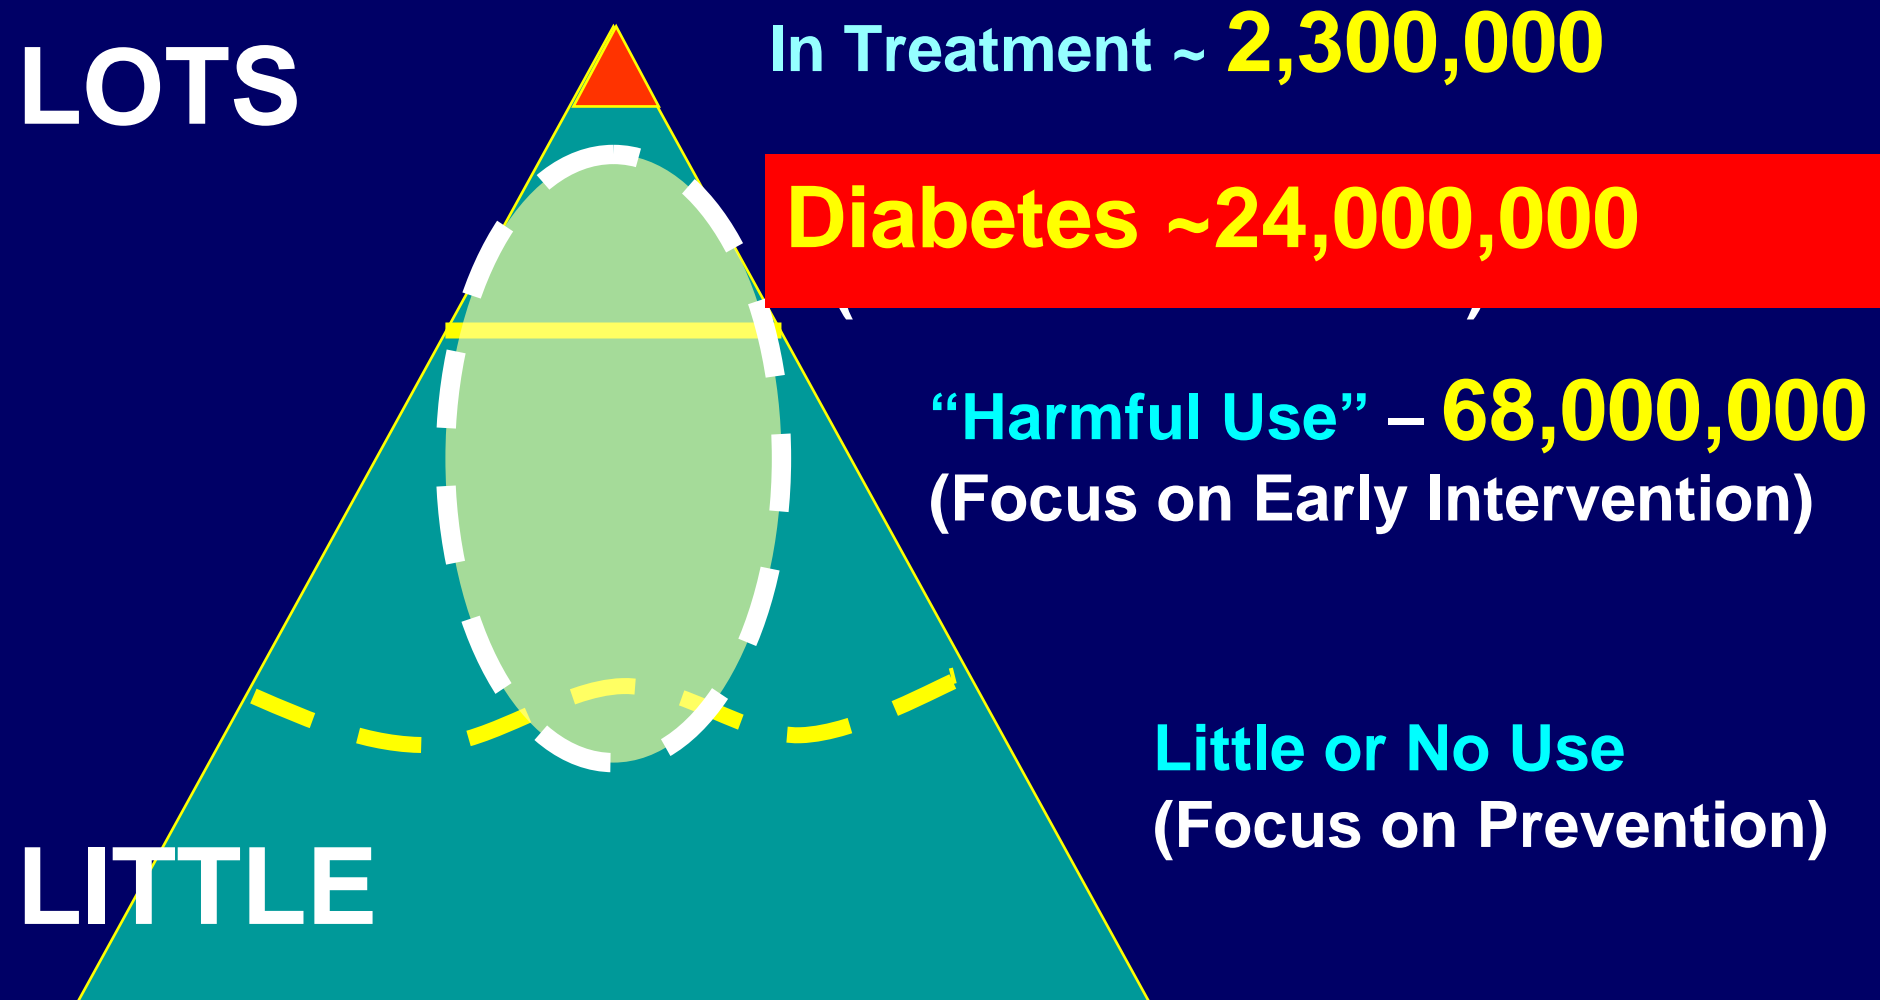 LOTS
In Treatment ~ 2,300,000
Diabetes ~24,000,000
( )
“Harmful Use” – 68,000,000
(Focus on Early Intervention)
Little or No Use
(Focus on Prevention)
LITTLE